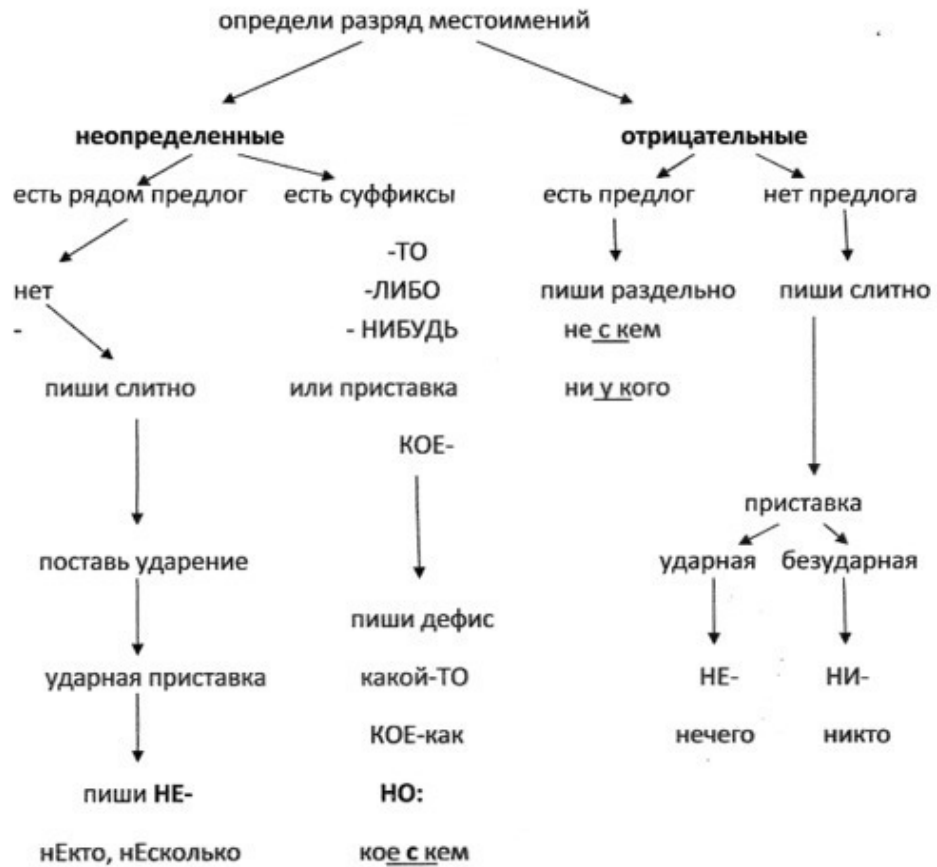 определи разряд местоимений
неопределенные отрицательные
есть рядом предлог есть суффиксы есть предлог нет предлога
-ТО
нет -ЛИБО пиши раздельно пиши слитно
- - НИБУДЬ не с кем
пиши слитно или приставка ни у кого
КОЕ-
приставка
поставь ударение ударная безударная
пиши дефис
ударная приставка какой-ТО НЕ- НИ-
КОЕ-как нечего никто
пиши НЕ- НО:
нЕкто, нЕсколько кое с кем